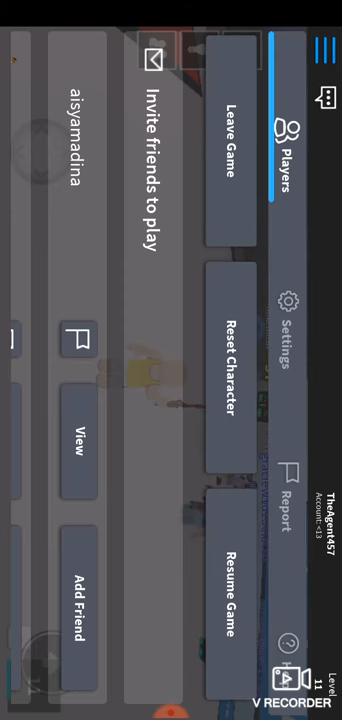 TheAgent457
Account: <13
Level
11
Players
Settings
Report
Leave Game
Reset Character
Resume Game
Invite friends to play
aisyamadina
View
Add Friend
V RECORDER